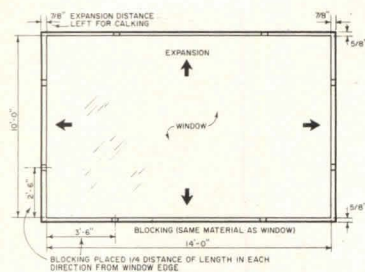 7/8" EXPANSION DISTANCE
LEFT FOR CALKING
7/8"
5/8"
EXPANSION
10'-0"
WINDOW
2'-6"
3'-6"
5/8"
BLOCKING (SAME MATERIAL AS WINDOW)
14'-0"
BLOCKING PLACED 1/4 DISTANCE OF LENGTH IN EACH
DIRECTION FROM WINDOW EDGE